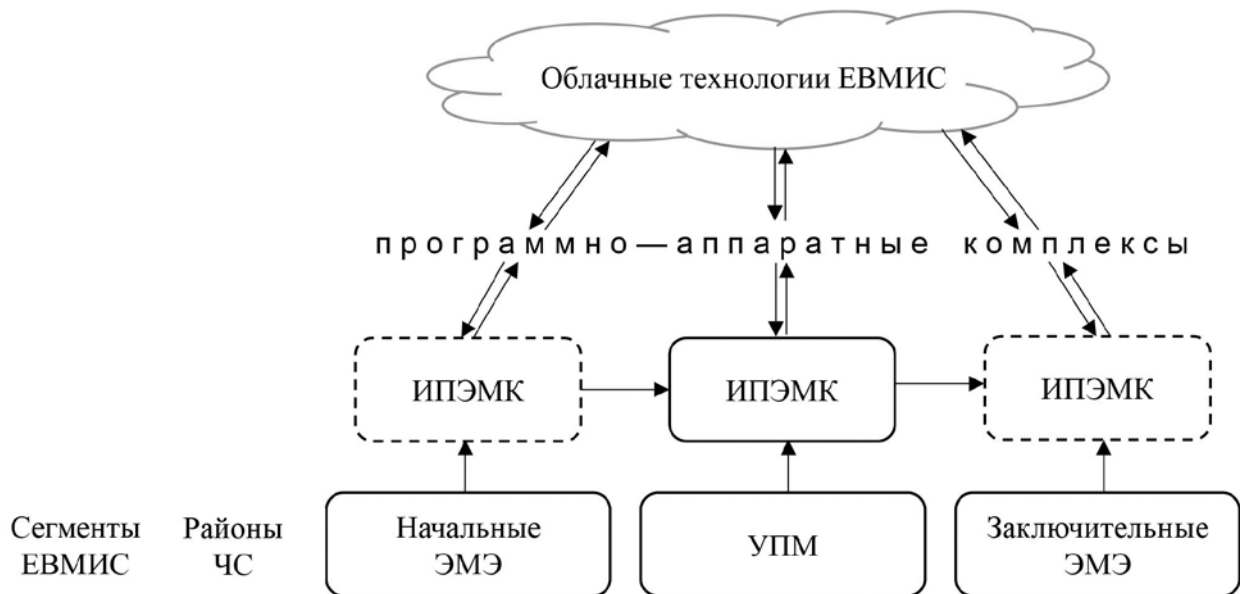 Облачные технологии ЕВМИС
программно—аппаратные комплексы
ИПЭМК
ИПЭМК
ИПЭМК
Сегменты
ЕВМИС
Районы
ЧС
Начальные
ЭМЭ
УПМ
Заключительные
ЭМЭ